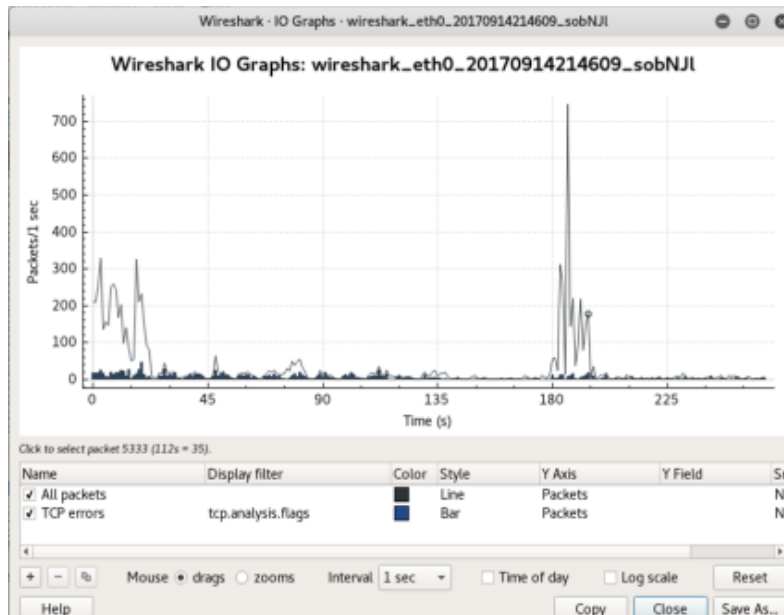 Wireshark · IO Graphs · wireshark_eth0_20170914214609_sobNJl
Wireshark IO Graphs: wireshark_eth0_20170914214609_sobNJl
700
600
500
400
300
200
100
0
Packets/1 sec
0 45 90 135 180 225
Time (s)
Click to select packet 5333 (112s = 35).
Name Display filter Color Style Y Axis Y Field
All packets Line Packets
TCP errors tcp.analysis.flags Bar Packets
Mouse drags zooms Interval 1 sec Time of day Log scale Reset
Help Copy Close Save As...